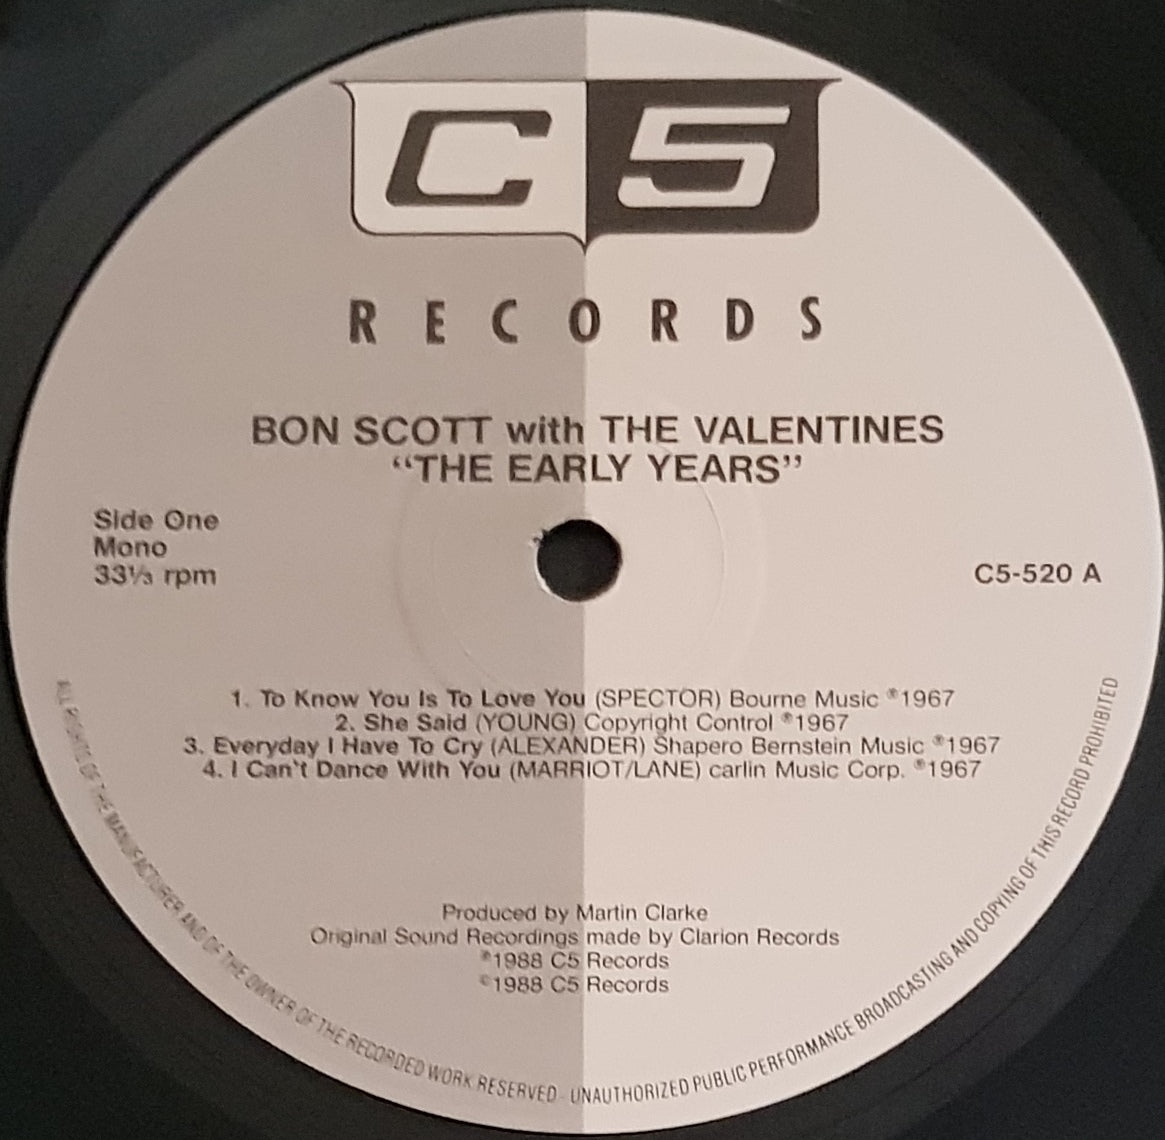 C5
RECORDS
BON SCOTT with THE VALENTINES
“THE EARLY YEARS”
Side One
Mono
33⅓ rpm
C5-520 A
1. To Know You Is To Love You (SPECTOR) Bourne Music ℗1967
2. She Said (YOUNG) Copyright Control ℗1967
3. Everyday I Have To Cry (ALEXANDER) Shapero Bernstein Music ℗1967
4. I Can't Dance With You (MARRIOT/LANE) carlin Music Corp. ℗1967
Produced by Martin Clarke
Original Sound Recordings made by Clarion Records
℗1988 C5 Records
©1988 C5 Records
ALL RIGHTS OF THE MANUFACTURER AND OF THE OWNER OF THE RECORDED WORK RESERVED - UNAUTHORIZED PUBLIC PERFORMANCE BROADCASTING AND COPYING OF THIS RECORD PROHIBITED